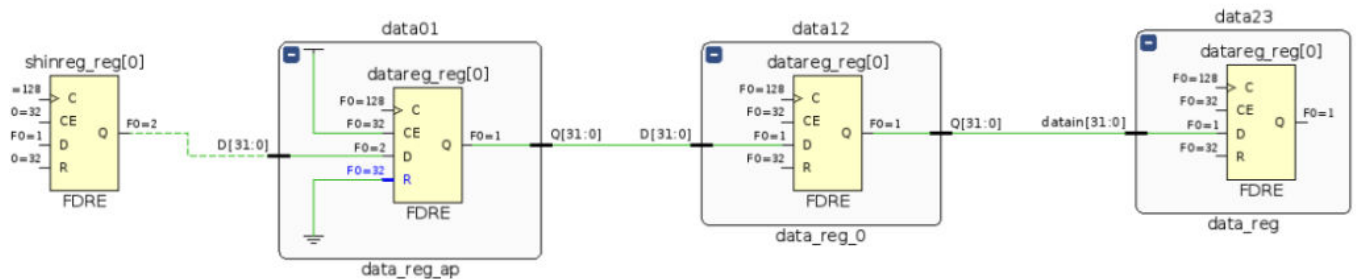 shinreg_reg[0]
=128
C
0=32
CE
F0=1
D
0=32
R
Q
F0=2
FDRE
D[31:0]
data01
datareg_reg[0]
F0=128
C
F0=32
CE
F0=2
D
F0=32
R
Q
F0=1
FDRE
data_reg_ap
Q[31:0]
D[31:0]
data12
datareg_reg[0]
F0=128
C
F0=32
CE
F0=1
D
F0=32
R
Q
F0=1
FDRE
data_reg_0
Q[31:0]
datain[31:0]
data23
datareg_reg[0]
F0=128
C
F0=32
CE
F0=1
D
F0=32
R
Q
F0=1
FDRE
data_reg